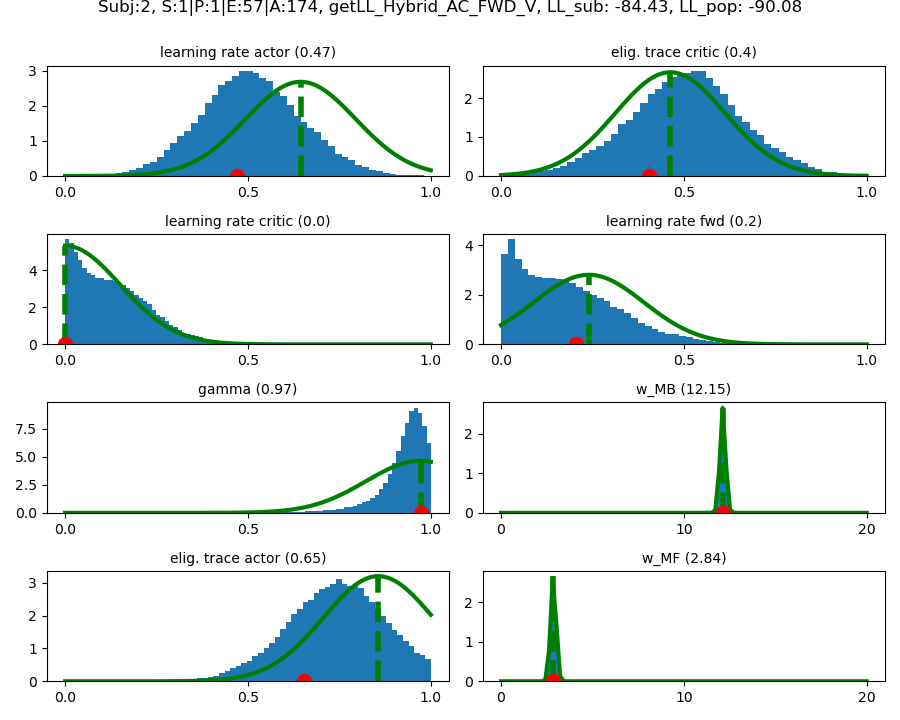 Subj:2, S:1|P:1|E:57|A:174, getLL_Hybrid_AC_FWD_V, LL_sub: -84.43, LL_pop: -90.08
learning rate actor (0.47)
3
2
1
0
0.0 0.5 1.0
elig. trace critic (0.4)
2
1
0
0.0 0.5 1.0
learning rate critic (0.0)
4
2
0
0.0 0.5 1.0
learning rate fwd (0.2)
4
2
0
0.0 0.5 1.0
gamma (0.97)
7.5
5.0
2.5
0.0
0.0 0.5 1.0
w_MB (12.15)
2
1
0
0 10 20
elig. trace actor (0.65)
3
2
1
0
0.0 0.5 1.0
w_MF (2.84)
2
1
0
0 10 20